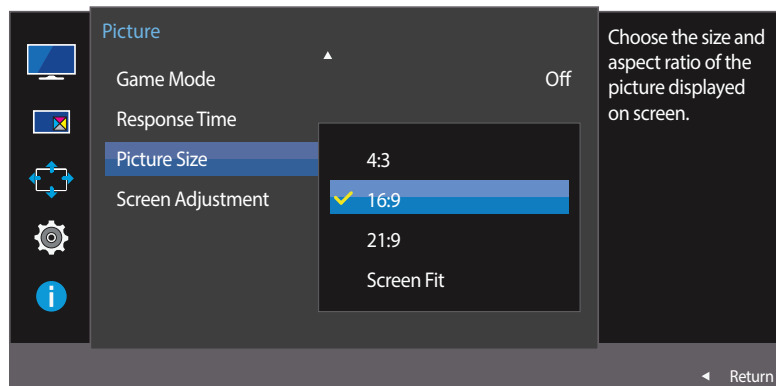 Picture
Game Mode Off
Response Time
Picture Size
Screen Adjustment
4:3
16:9
21:9
Screen Fit
Choose the size and
aspect ratio of the
picture displayed
on screen.
Return